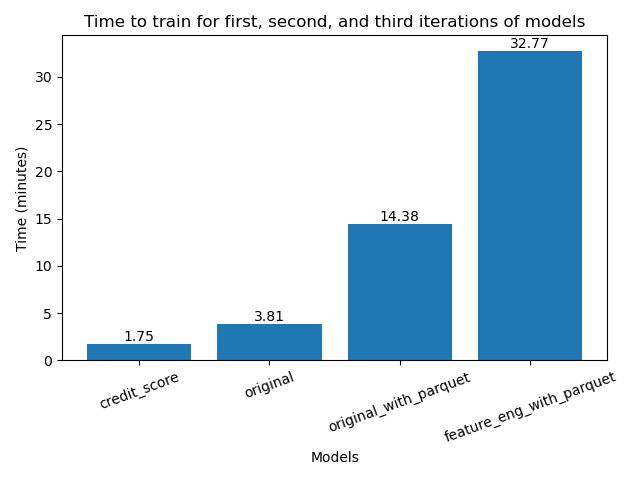 Time to train for first, second, and third iterations of models
Time (minutes)
30
25
20
15
10
5
0
1.75
3.81
14.38
32.77
credit_score
original
original_with_parquet
feature_eng_with_parquet
Models